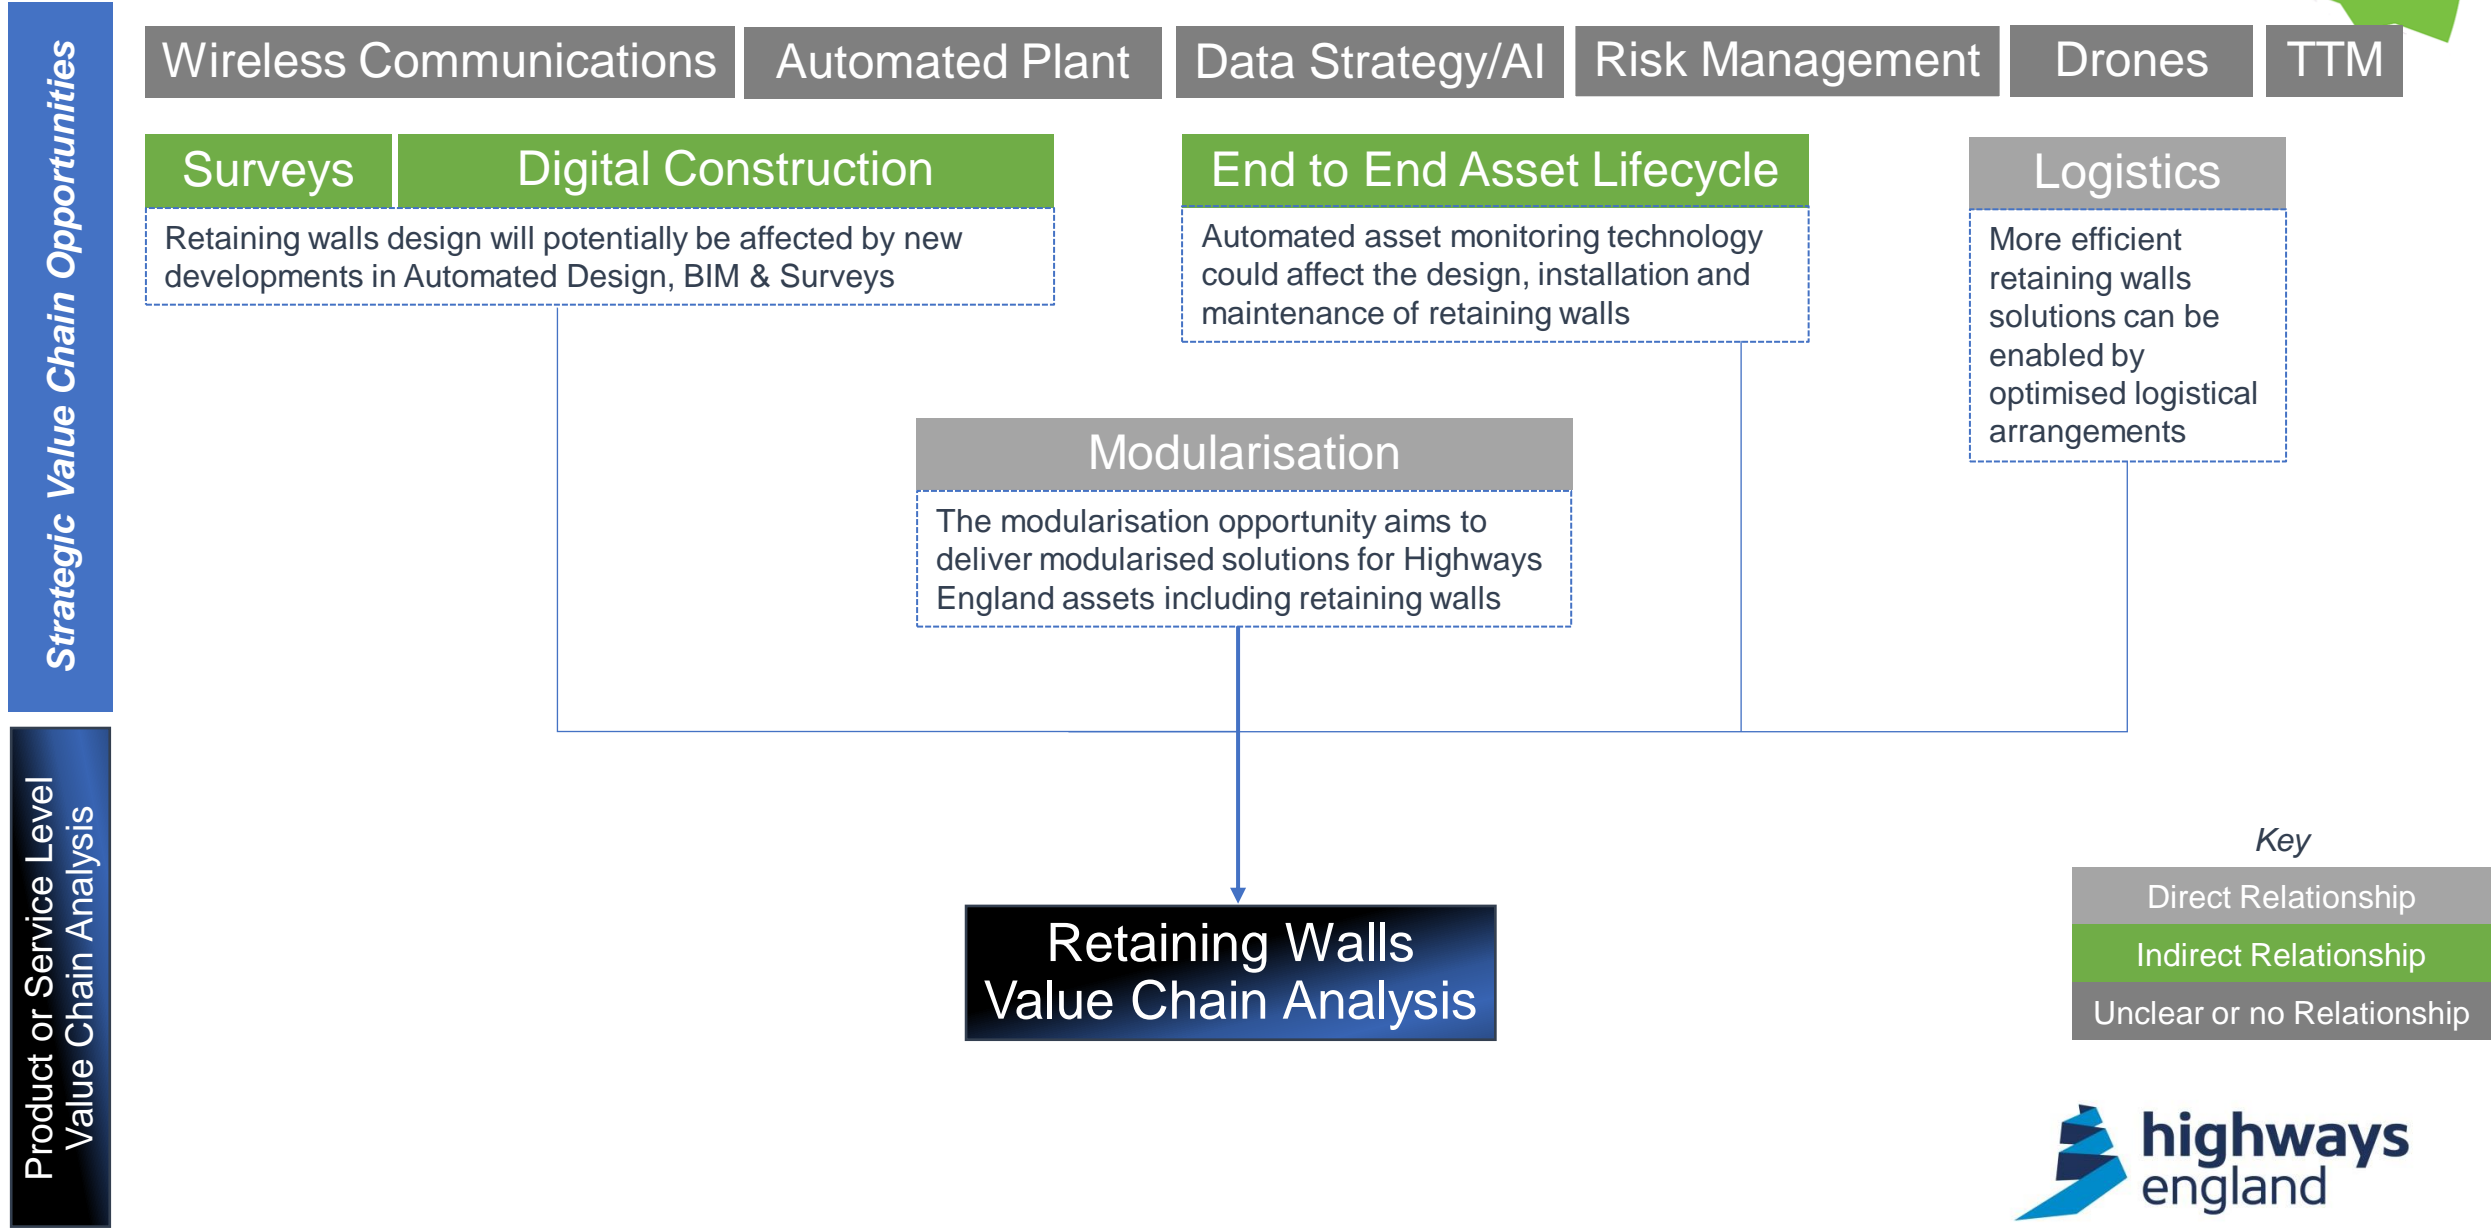 Strategic Value Chain Opportunities
Wireless Communications
Automated Plant
Data Strategy/AI
Risk Management
Drones
TTM
Surveys
Digital Construction
Retaining walls design will potentially be affected by new
developments in Automated Design, BIM & Surveys
End to End Asset Lifecycle
Automated asset monitoring technology
could affect the design, installation and
maintenance of retaining walls
Logistics
More efficient
retaining walls
solutions can be
enabled by
optimised logistical
arrangements
Modularisation
The modularisation opportunity aims to
deliver modularised solutions for Highways
England assets including retaining walls
Product or Service Level
Value Chain Analysis
Retaining Walls
Value Chain Analysis
Key
Direct Relationship
Indirect Relationship
Unclear or no Relationship
highways
england